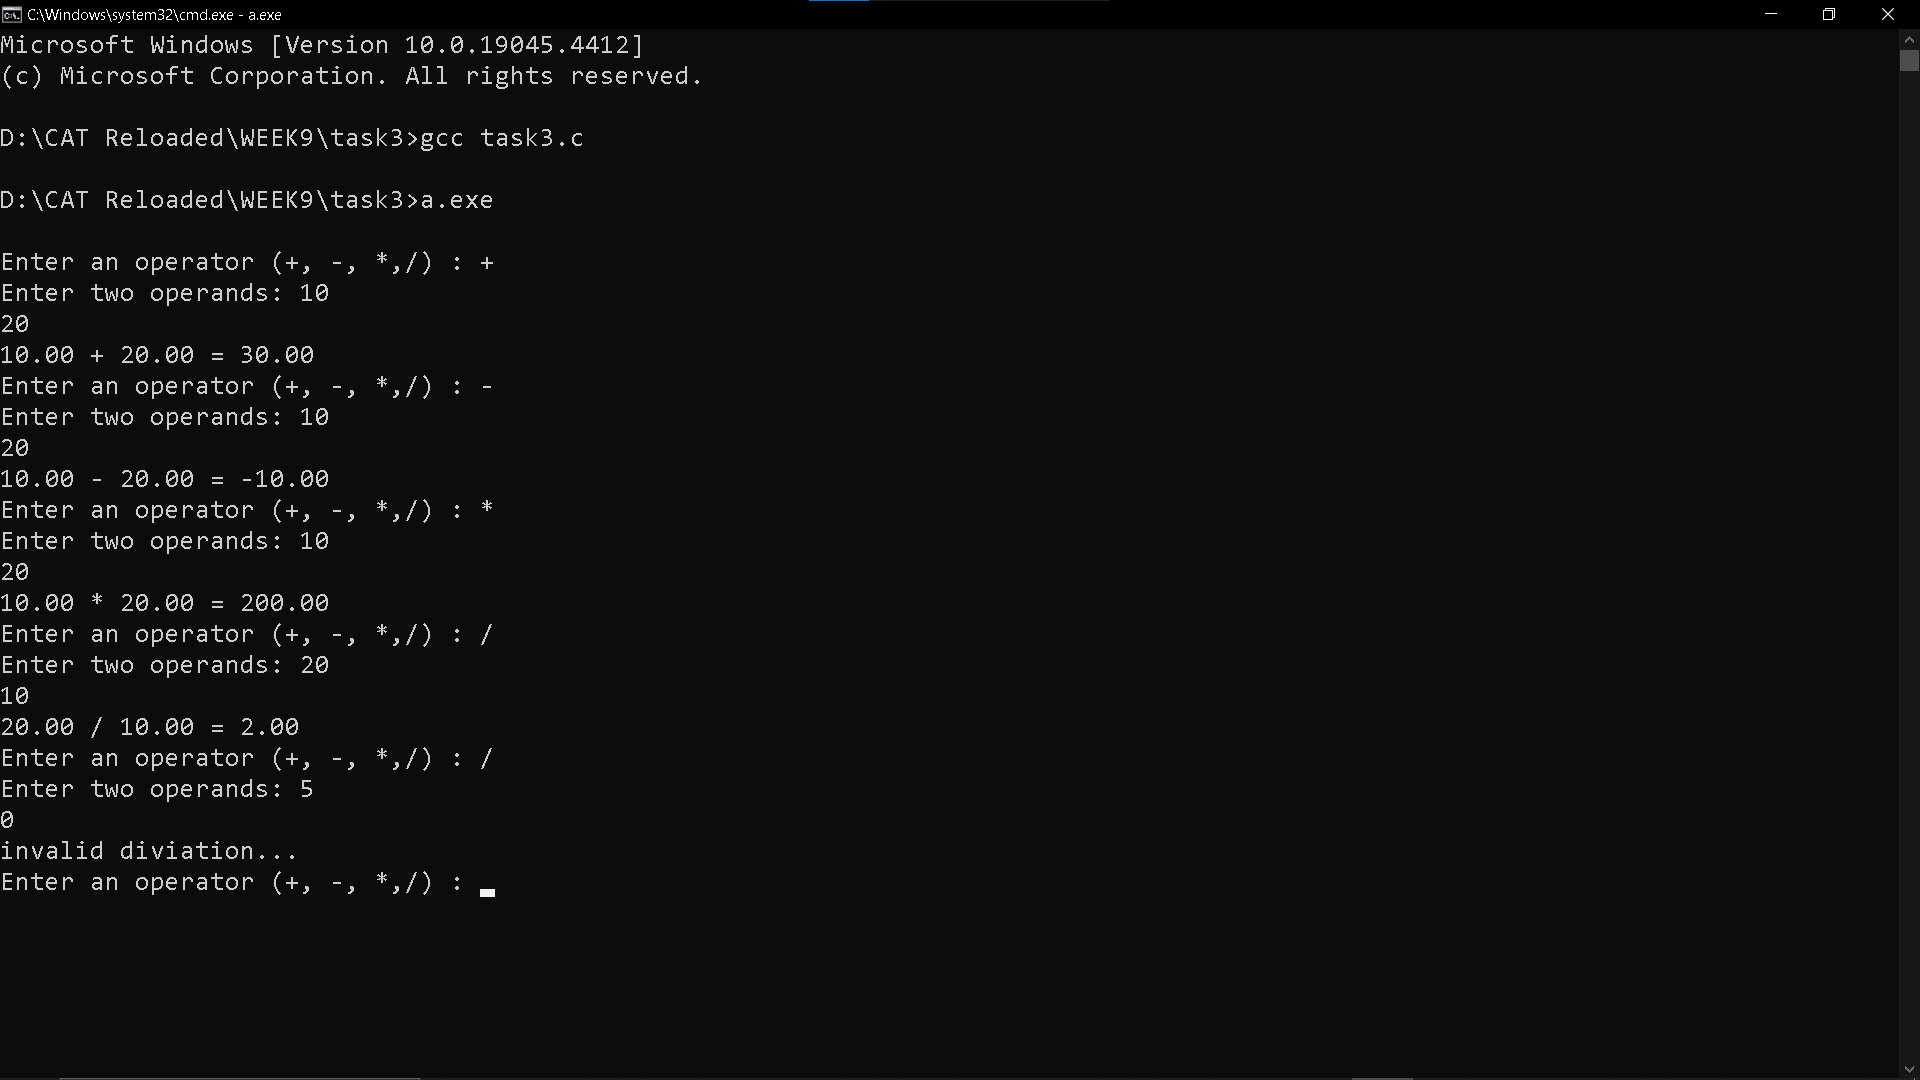 C:\Windows\system32\cmd.exe - a.exe
Microsoft Windows [Version 10.0.19045.4412]
(c) Microsoft Corporation. All rights reserved.
D:\CAT Reloaded\WEEK9\task3>gcc task3.c
D:\CAT Reloaded\WEEK9\task3>a.exe
Enter an operator (+, -, *,/) : +
Enter two operands: 10
20
10.00 + 20.00 = 30.00
Enter an operator (+, -, *,/) : -
Enter two operands: 10
20
10.00 - 20.00 = -10.00
Enter an operator (+, -, *,/) : *
Enter two operands: 10
20
10.00 * 20.00 = 200.00
Enter an operator (+, -, *,/) : /
Enter two operands: 20
10
20.00 / 10.00 = 2.00
Enter an operator (+, -, *,/) : /
Enter two operands: 5
0
invalid diviation...
Enter an operator (+, -, *,/) :